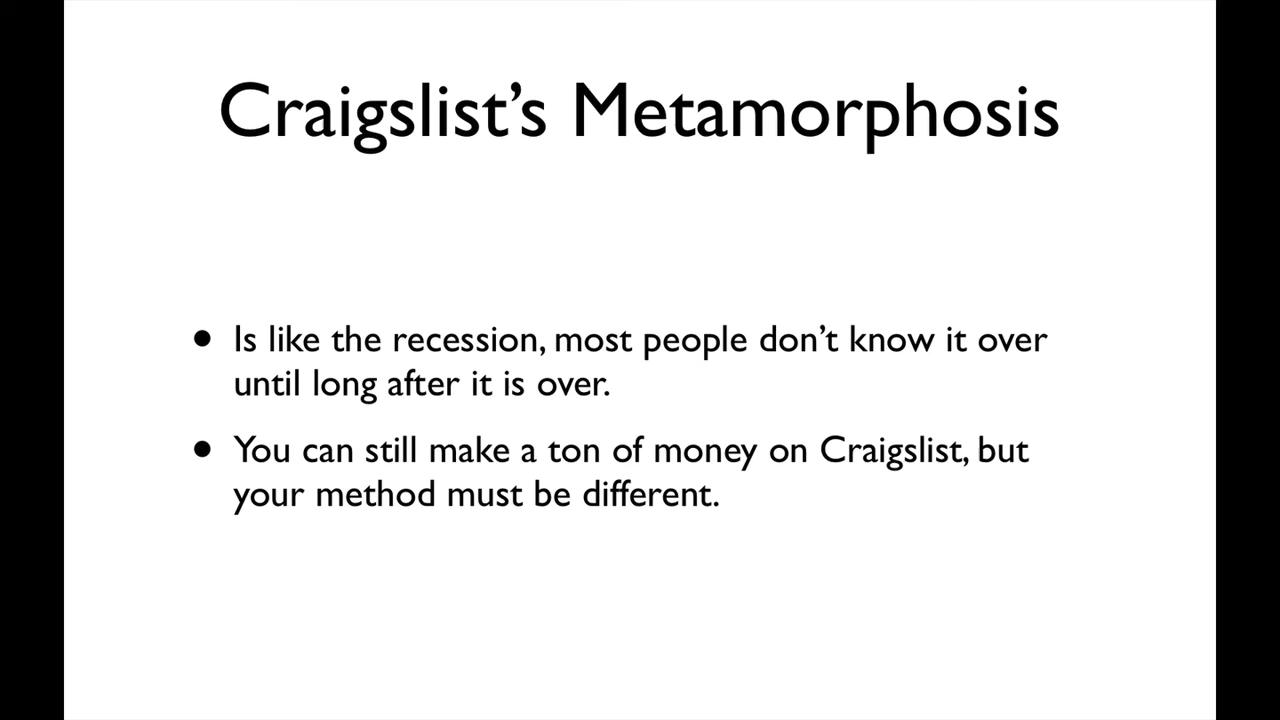 Craigslist’s Metamorphosis
• Is like the recession, most people don’t know it over
until long after it is over.
• You can still make a ton of money on Craigslist, but
your method must be different.